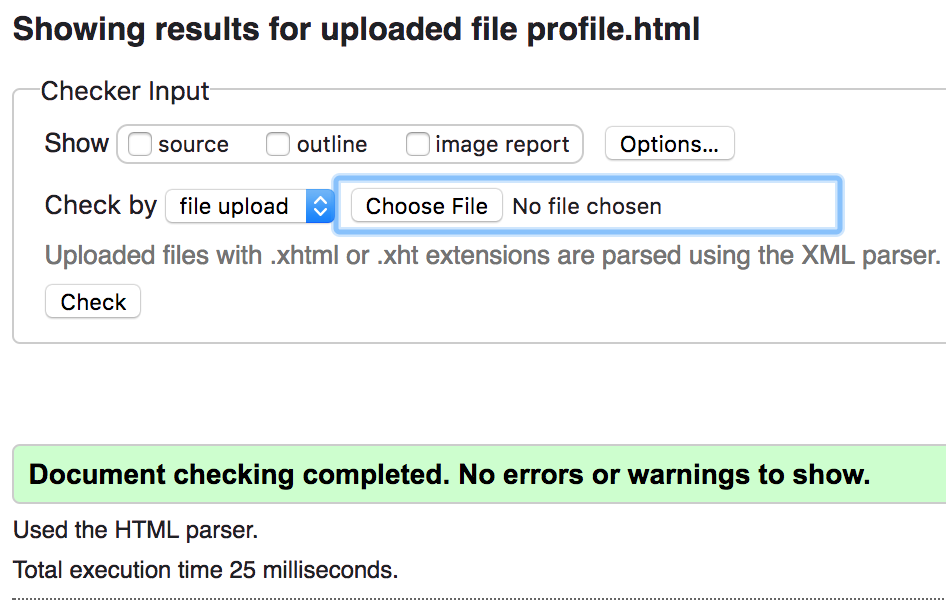 Showing results for uploaded file profile.html
Checker Input
Show source outline image report Options...
Check by file upload Choose File No file chosen
Uploaded files with .xhtml or .xht extensions are parsed using the XML parser.
Check
Document checking completed. No errors or warnings to show.
Used the HTML parser.
Total execution time 25 milliseconds.